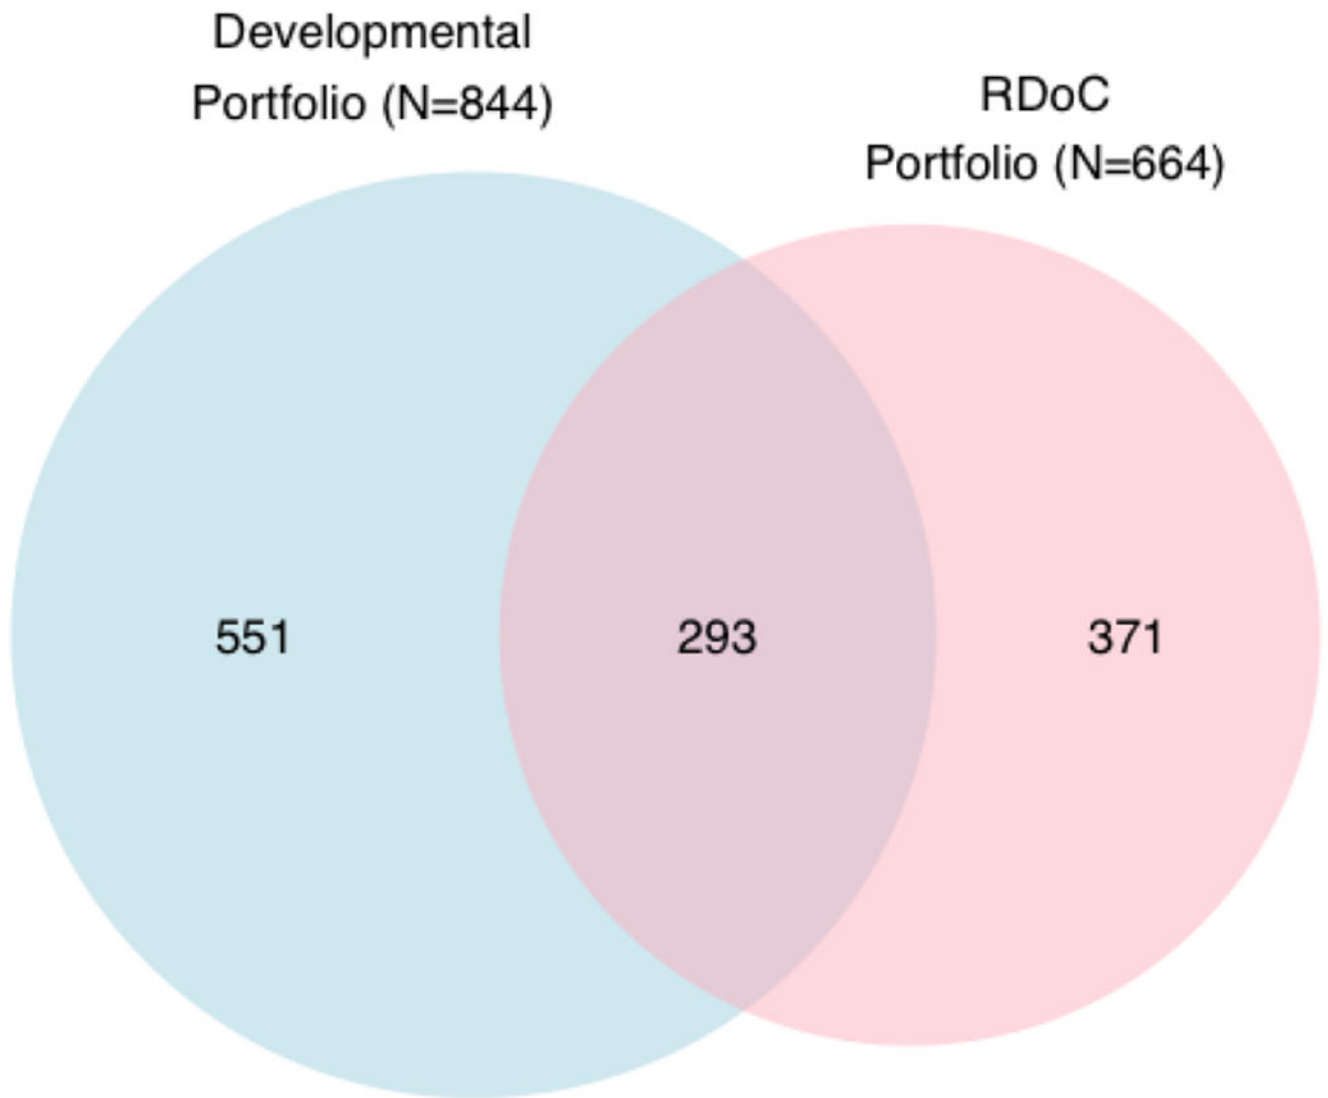 Developmental
Portfolio (N=844)
RDoC
Portfolio (N=664)
551
293
371